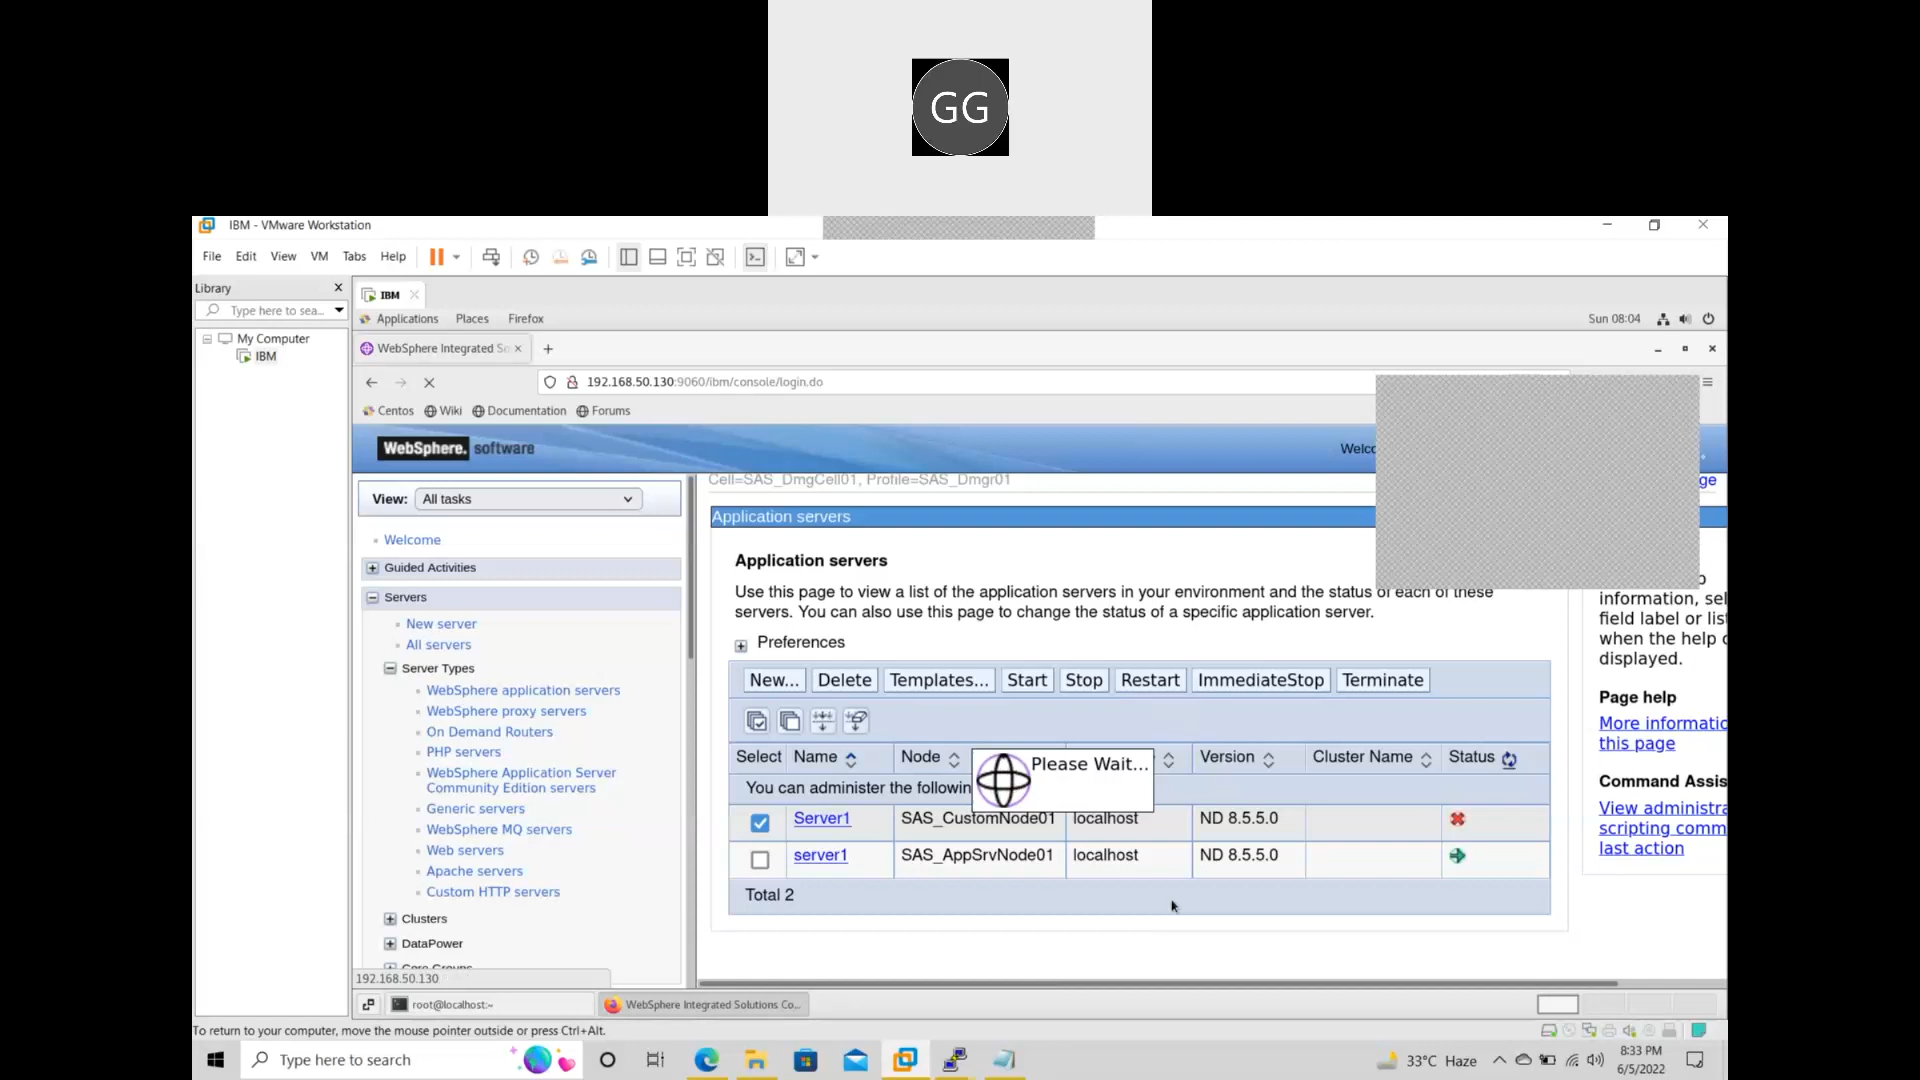 GG
IBM - VMware Workstation
File Edit View VM Tabs Help
Library
Type here to sea...
My Computer
IBM
IBM
Applications Places Firefox
Sun 08:04
WebSphere Integrated So
192.168.50.130:9060/ibm/console/login.do
Centos Wiki Documentation Forums
WebSphere. software
Welc
View: All tasks
Welcome
Guided Activities
Servers
New server
All servers
Server Types
WebSphere application servers
WebSphere proxy servers
On Demand Routers
PHP servers
WebSphere Application Server
Community Edition servers
Generic servers
WebSphere MQ servers
Web servers
Apache servers
Custom HTTP servers
Clusters
DataPower
Core Groups
192.168.50.130
Cell=SAS_DmgCell01, Profile=SAS_Dmgr01
ge
Application servers
Application servers
Use this page to view a list of the application servers in your environment and the status of each of these
servers. You can also use this page to change the status of a specific application server.
Preferences
New... Delete Templates... Start Stop Restart ImmediateStop Terminate
Select Name Node Version Cluster Name Status
Please Wait...
You can administer the followin
Server1 SAS_CustomNode01 localhost ND 8.5.5.0
server1 SAS_AppSrvNode01 localhost ND 8.5.5.0
Total 2
information, sel
field label or lis
when the help c
displayed.
Page help
More informatio
this page
Command Assis
View administra
scripting comm
last action
root@localhost:~
WebSphere Integrated Solutions Co...
To return to your computer, move the mouse pointer outside or press Ctrl+Alt.
Type here to search
33°C Haze
8:33 PM
6/5/2022